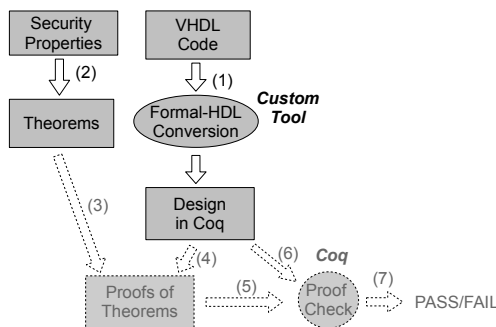 Security
Properties
VHDL
Code
(2)
(1)
Custom
Tool
Theorems
Formal-HDL
Conversion
(3)
Design
in Coq
(4)
(6)
Coq
Proofs of
Theorems
(5)
Proof
Check
(7)
PASS/FAIL